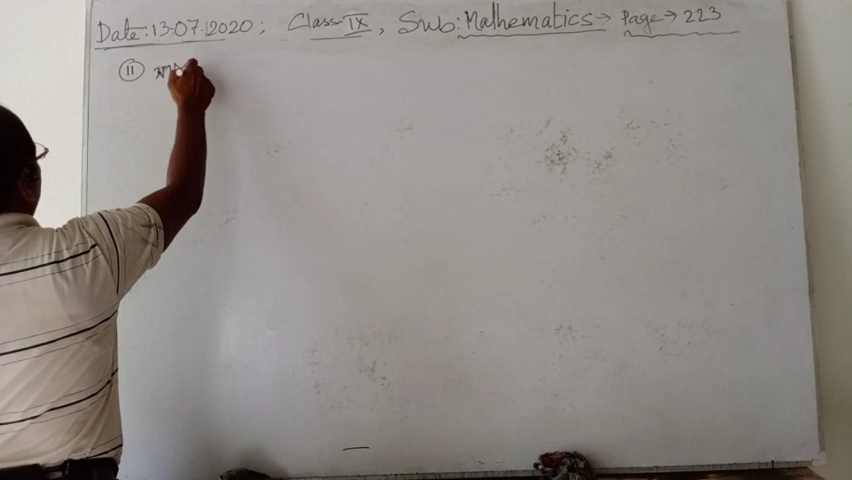 Date: 13.07.2020; Class IX, Sub: Mathematics → Page → 223
11